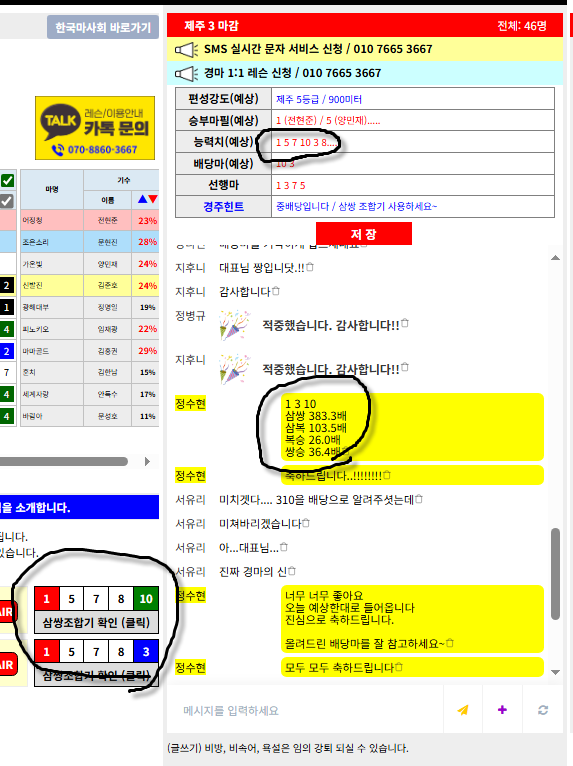 한국마사회 바로가기
TALK
레슨/이용안내
카톡 문의
070-8860-3667
마명
기수
이름
어징징
전현준
23%
조은소리
문현진
28%
가온빛
양민재
24%
2
신발진
김준호
24%
1
광해대부
정명일
19%
4
피노키오
임재광
22%
2
마마골드
김홍권
29%
7
호치
김한남
15%
4
세계사랑
안득수
17%
4
바람아
문성호
11%
을 소개합니다.
니다.
있습니다.
AIR
1 5 7 8 10
삼쌍조합기 확인 (클릭)
AIR
1 5 7 8 3
삼쌍조합기 확인 (클릭)
제주 3 마감
전체: 46명
SMS 실시간 문자 서비스 신청 / 010 7665 3667
경마 1:1 레슨 신청 / 010 7665 3667
편성강도(예상)
제주 5등급 / 900미터
승부마필(예상)
1 (전현준) / 5 (양민재).....
능력치(예상)
1 5 7 10 3 8...
배당마(예상)
10 3
선행마
1 3 7 5
경주힌트
중배당입니다 / 삼쌍 조합기 사용하세요~
저 장
지후니 대표님 짱입니닷.!!
지후니 감사합니다
정병규 적중했습니다. 감사합니다!!
지후니 적중했습니다. 감사합니다!!
정수현
1 3 10
삼쌍 383.3배
삼복 103.5배
복승 26.0배
쌍승 36.4배
정수현 축하드립니다..!!!!!!!!!
서유리 미치겟다.... 310을 배당으로 알려주셧는데
서유리 미쳐바리겠습니다
서유리 아...대표님...
서유리 진짜 경마의 신
정수현 너무 너무 좋아요
오늘 예상한대로 들어옵니다
진심으로 축하드립니다.
올려드린 배당마를 잘 참고하세요~
정수현 모두 모두 축하드립니다
메시지를 입력하세요
(글쓰기) 비방, 비속어, 욕설은 임의 강퇴 되실 수 있습니다.